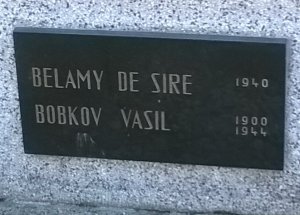 BELAMY DE SIRE 1940
BOBKOV VASIL 1900
1944